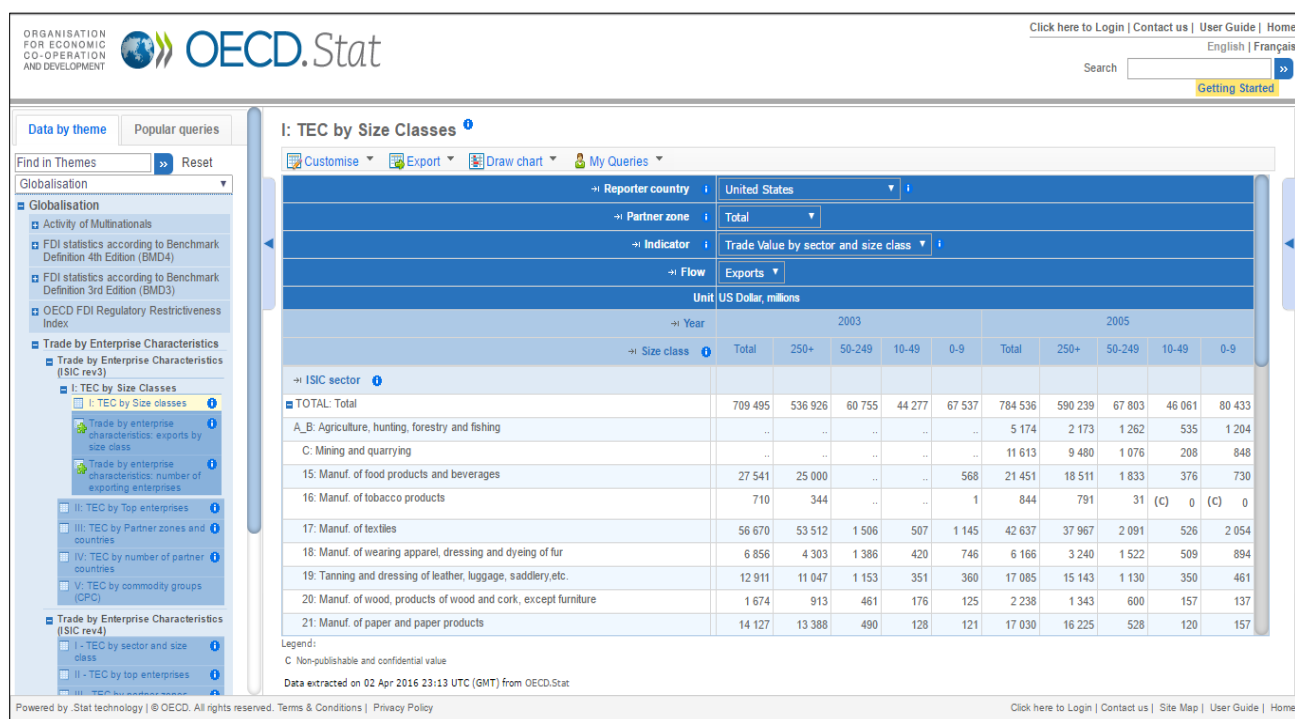 ORGANISATION
FOR ECONOMIC
CO-OPERATION
AND DEVELOPMENT
OECD.Stat
Click here to Login | Contact us | User Guide | Home
English | Français
Search
Getting Started
Data by theme Popular queries
Find in Themes Reset
Globalisation
Globalisation
Activity of Multinationals
FDI statistics according to Benchmark
Definition 4th Edition (BMD4)
FDI statistics according to Benchmark
Definition 3rd Edition (BMD3)
OECD FDI Regulatory Restrictiveness
Index
Trade by Enterprise Characteristics
Trade by Enterprise Characteristics
(ISIC rev3)
I: TEC by Size Classes
I: TEC by Size classes
Trade by enterprise
characteristics: exports by
size class
Trade by enterprise
characteristics: number of
exporting enterprises
II: TEC by Top enterprises
III: TEC by Partner zones and
countries
IV: TEC by number of partner
countries
V: TEC by commodity groups
(CPC)
Trade by Enterprise Characteristics
(ISIC rev4)
I - TEC by sector and size
class
II - TEC by top enterprises
III - TEC by partner zones
I: TEC by Size Classes
Customise Export Draw chart My Queries
Reporter country United States
Partner zone Total
Indicator Trade Value by sector and size class
Flow Exports
Unit US Dollar, millions
Year 2003 2005
Size class Total 250+ 50-249 10-49 0-9 Total 250+ 50-249 10-49 0-9
ISIC sector
TOTAL: Total 709 495 536 926 60 755 44 277 67 537 784 536 590 239 67 803 46 061 80 433
A_B: Agriculture, hunting, forestry and fishing .. .. .. .. .. 5 174 2 173 1 262 535 1 204
C: Mining and quarrying .. .. .. .. .. 11 613 9 480 1 076 208 848
15: Manuf. of food products and beverages 27 541 25 000 .. .. 568 21 451 18 511 1 833 376 730
16: Manuf. of tobacco products 710 344 .. .. 1 844 791 31 (C) 0 (C) 0
17: Manuf. of textiles 56 670 53 512 1 506 507 1 145 42 637 37 967 2 091 526 2 054
18: Manuf. of wearing apparel, dressing and dyeing of fur 6 856 4 303 1 386 420 746 6 166 3 240 1 522 509 894
19: Tanning and dressing of leather, luggage, saddlery,etc. 12 911 11 047 1 153 351 360 17 085 15 143 1 130 350 461
20: Manuf. of wood, products of wood and cork, except furniture 1 674 913 461 176 125 2 238 1 343 600 157 137
21: Manuf. of paper and paper products 14 127 13 388 490 128 121 17 030 16 225 528 120 157
Legend:
C Non-publishable and confidential value
Data extracted on 02 Apr 2016 23:13 UTC (GMT) from OECD.Stat
Powered by .Stat technology | © OECD. All rights reserved. Terms & Conditions | Privacy Policy
Click here to Login | Contact us | Site Map | User Guide | Home